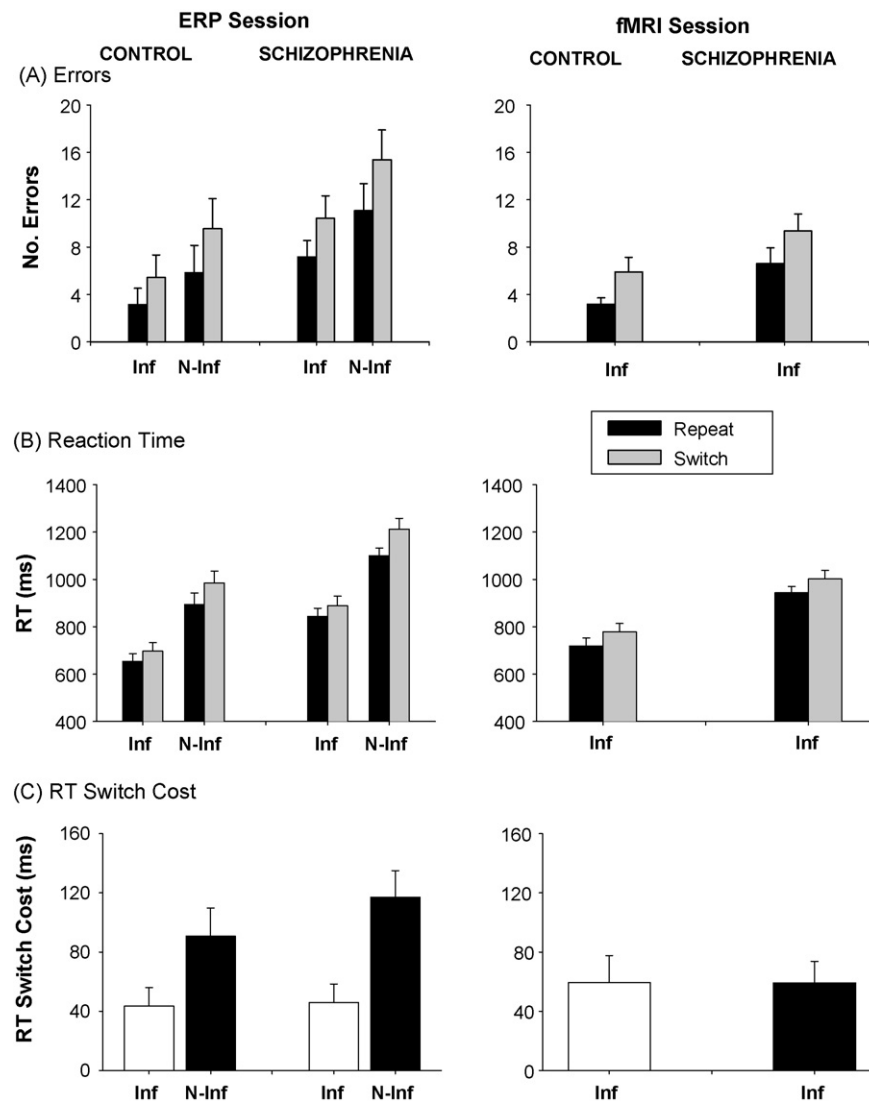 ERP Session
fMRI Session
CONTROL SCHIZOPHRENIA
CONTROL SCHIZOPHRENIA
(A) Errors
No. Errors
20
16
12
8
4
0
Inf N-Inf Inf N-Inf
20
16
12
8
4
0
Inf Inf
Repeat
Switch
(B) Reaction Time
RT (ms)
1400
1200
1000
800
600
400
Inf N-Inf Inf N-Inf
1400
1200
1000
800
600
400
Inf Inf
(C) RT Switch Cost
RT Switch Cost (ms)
160
120
80
40
0
Inf N-Inf Inf N-Inf
160
120
80
40
0
Inf Inf